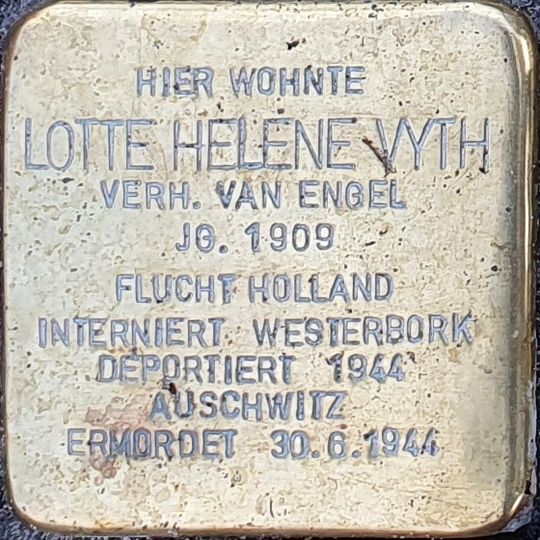 HIER WOHNTE
LOTTE HELENE VYTH
VERH. VAN ENGEL
JG. 1909
FLUCHT HOLLAND
INTERNIERT WESTERBORK
DEPORTIERT 1944
AUSCHWITZ
ERMORDET 30.6.1944